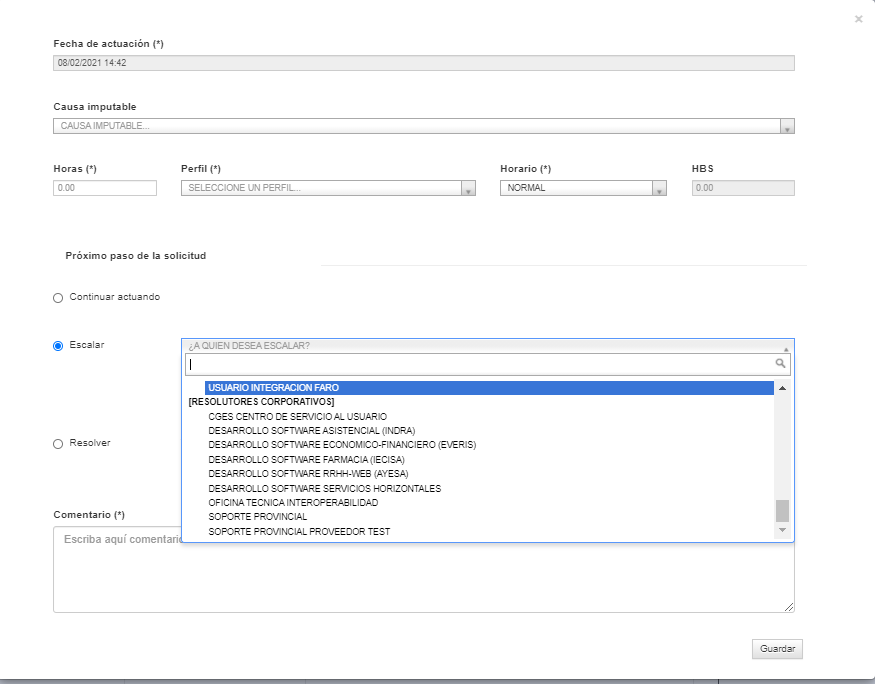 ×
Fecha de actuación (*)
08/02/2021 14:42
Causa imputable
CAUSA IMPUTABLE...
Horas (*) Perfil (*) Horario (*) HBS
0.00 SELECCIONE UN PERFIL... NORMAL 0.00
Próximo paso de la solicitud
Continuar actuando
Escalar ¿A QUIEN DESEA ESCALAR?
USUARIO INTEGRACION FARO
[RESOLUTORES CORPORATIVOS]
CGES CENTRO DE SERVICIO AL USUARIO
DESARROLLO SOFTWARE ASISTENCIAL (INDRA)
DESARROLLO SOFTWARE ECONOMICO-FINANCIERO (EVERIS)
DESARROLLO SOFTWARE FARMACIA (IECISA)
DESARROLLO SOFTWARE RRHH-WEB (AYESA)
DESARROLLO SOFTWARE SERVICIOS HORIZONTALES
OFICINA TECNICA INTEROPERABILIDAD
SOPORTE PROVINCIAL
SOPORTE PROVINCIAL PROVEEDOR TEST
Resolver
Comentario (*)
Escriba aquí comentario
Guardar